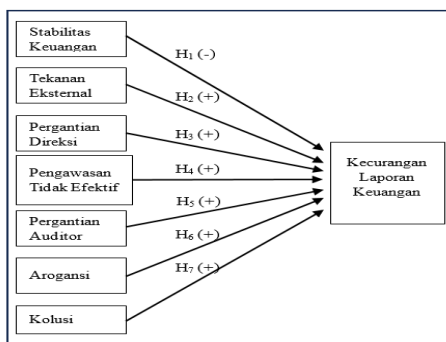 Stabilitas
Keuangan
H1 (-)
Tekanan
Eksternal
H2 (+)
Pergantian
Direksi
H3 (+)
Pengawasan
Tidak Efektif
H4 (+)
Kecurangan
Laporan
Keuangan
Pergantian
Auditor
H5 (+)
Arogansi
H6 (+)
Kolusi
H7 (+)